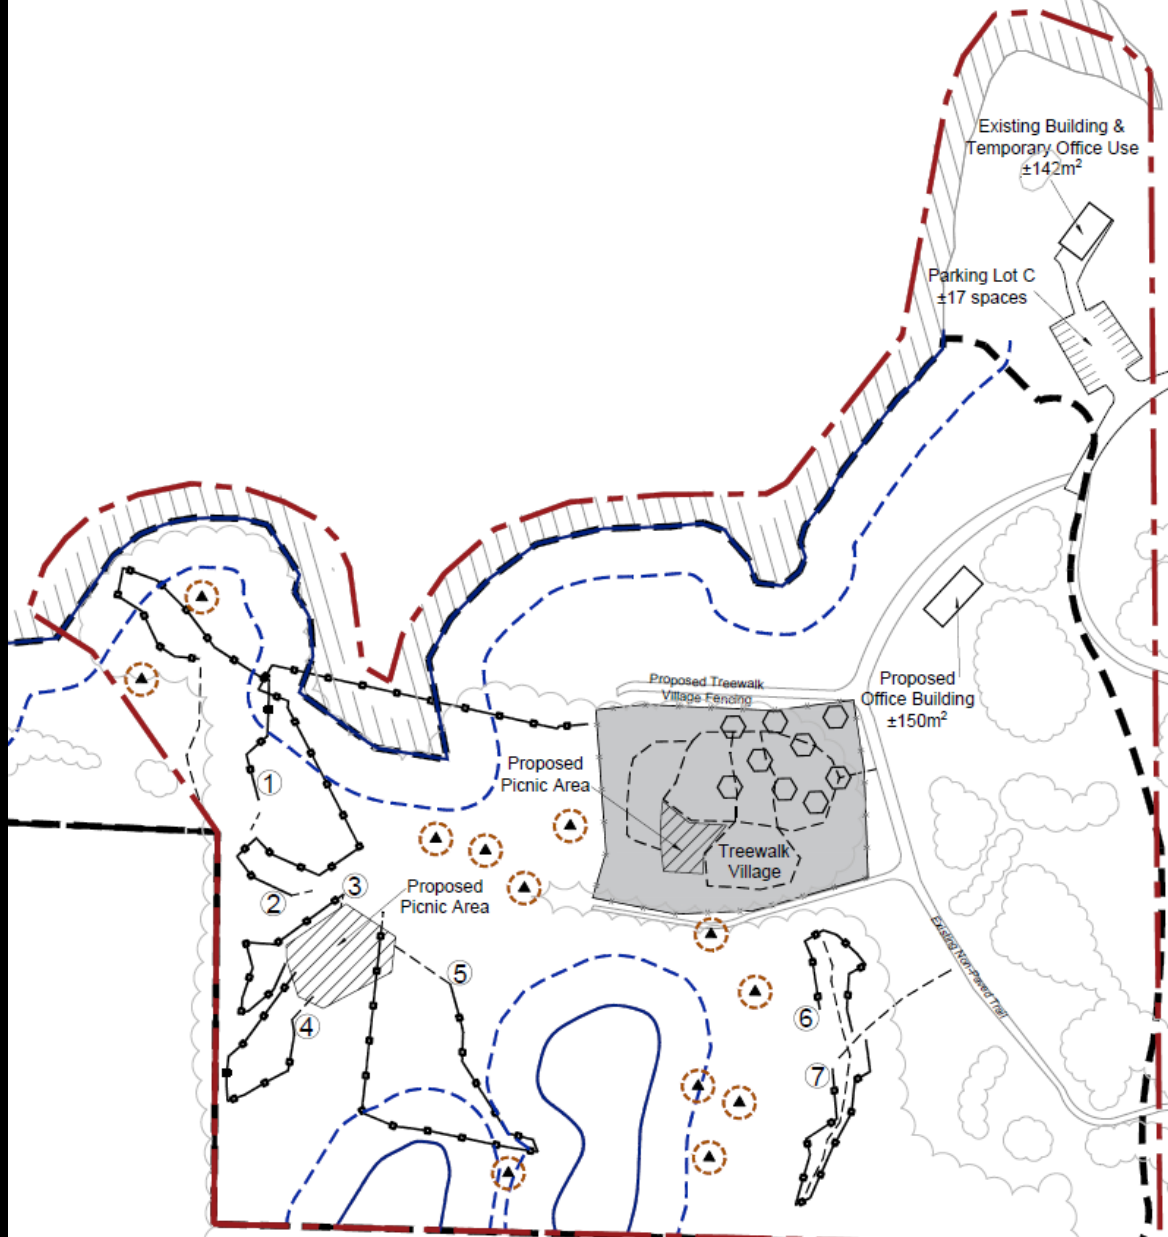 Existing Building &
Temporary Office Use
±142m²
Parking Lot C
±17 spaces
Proposed Treewalk
Village Fencing
Proposed
Office Building
±150m²
Proposed
Picnic Area
1
Treewalk
Village
2
3
Proposed
Picnic Area
Existing Non-Paved Trail
4
5
6
7